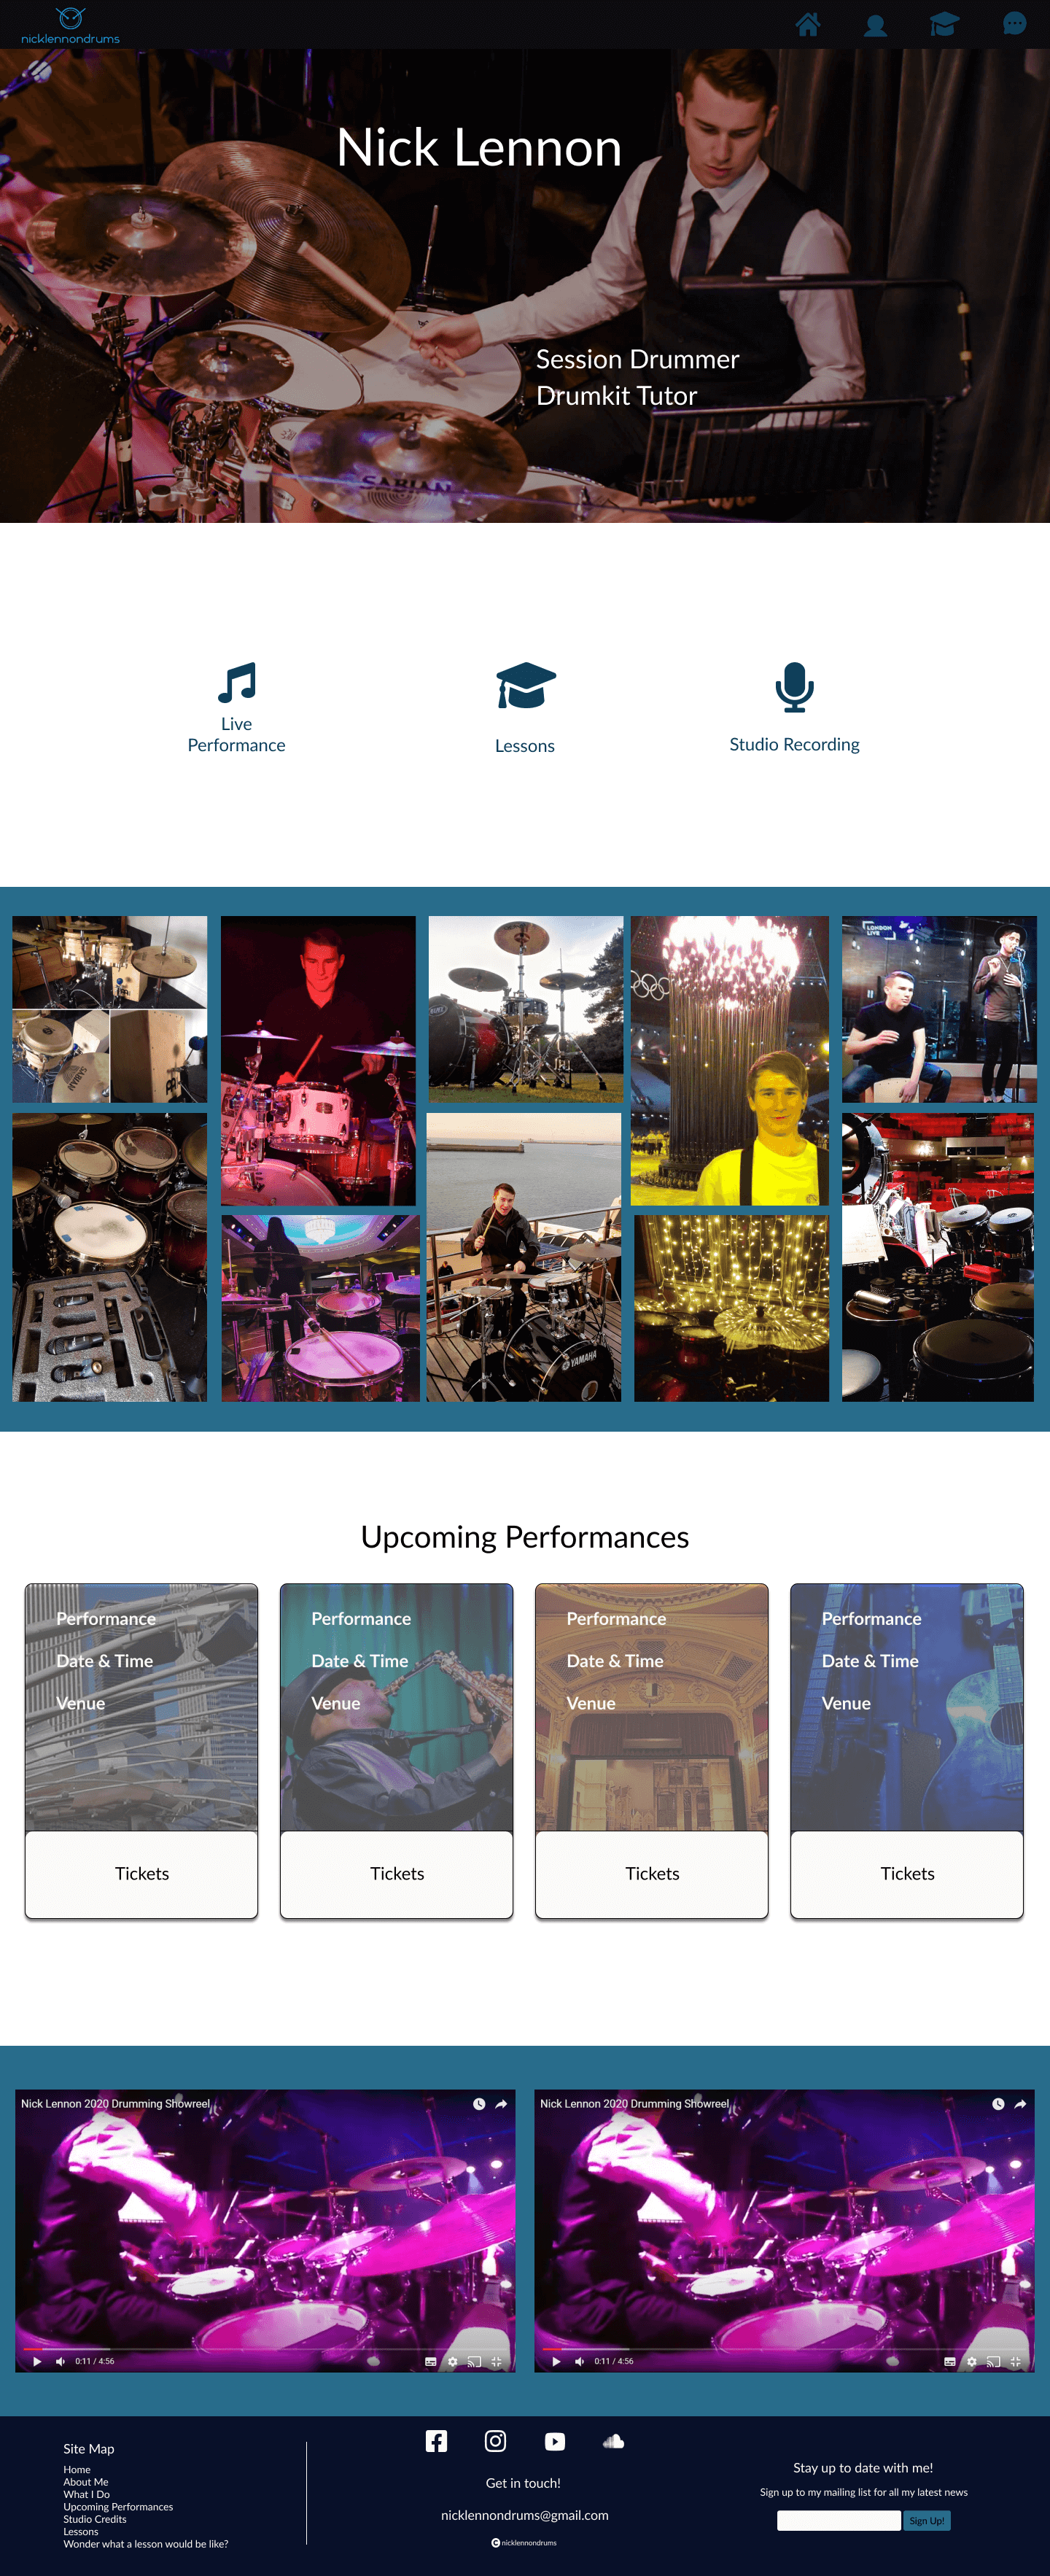 nicklennondrums
Nick Lennon
Session Drummer
Drumkit Tutor
SABIAN
Live
Performance
Lessons
Studio Recording
LONDON
LIVE
SABIAN
YAMAHA
Upcoming Performances
Performance
Date & Time
Venue
Tickets
Performance
Date & Time
Venue
Tickets
Performance
Date & Time
Venue
Tickets
Performance
Date & Time
Venue
Tickets
Nick Lennon 2020 Drumming Showreel
0:11 / 4:56
Nick Lennon 2020 Drumming Showreel
0:11 / 4:56
Site Map
Home
About Me
What I Do
Upcoming Performances
Studio Credits
Lessons
Wonder what a lesson would be like?
Get in touch!
nicklennondrums@gmail.com
© nicklennondrums
Stay up to date with me!
Sign up to my mailing list for all my latest news
Sign Up!